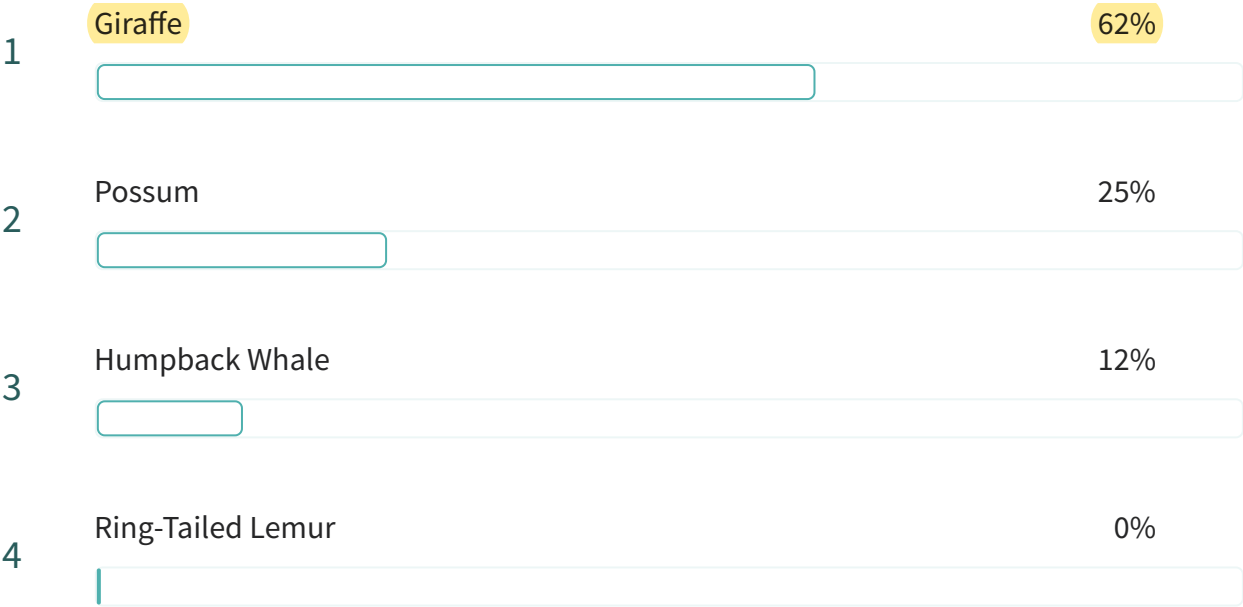 Giraffe 62%
1
Possum 25%
2
Humpback Whale 12%
3
Ring-Tailed Lemur 0%
4